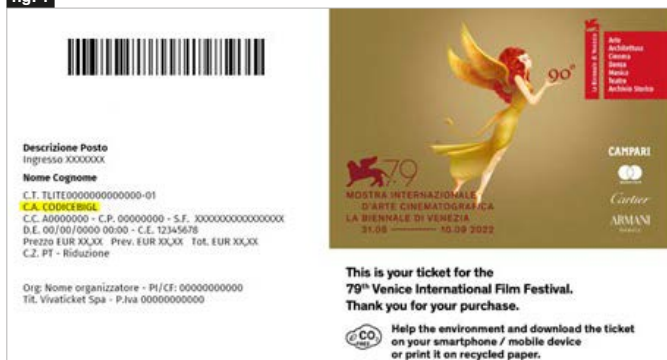 fig. 1
Descrizione Posto
Ingresso XXXXXXX
Nome Cognome
C.T. TLITE0000000000000-01
C.A. CODICEBIGL
C.C. A0000000 - C.P. 00000000 - S.F. XXXXXXXXXXXXXXXX
D.E. 00/00/0000 00:00 - C.E. 12345678
Prezzo EUR XX,XX Prev. EUR XX,XX Tot. EUR XX,XX
C.Z. PT - Riduzione
Org: Nome organizzatore - PI/CF: 00000000000
Tit. Vivaticket Spa - P.Iva 00000000000
90°
La Biennale di Venezia
Arte
Architettura
Cinema
Danza
Musica
Teatro
Archivio Storico
79
MOSTRA INTERNAZIONALE
D'ARTE CINEMATOGRAFICA
LA BIENNALE DI VENEZIA
31.08 — 10.09 2022
CAMPARI
Cartier
ARMANI
This is your ticket for the
79th Venice International Film Festival.
Thank you for your purchase.
CO2
FREE
Help the environment and download the ticket
on your smartphone / mobile device
or print it on recycled paper.